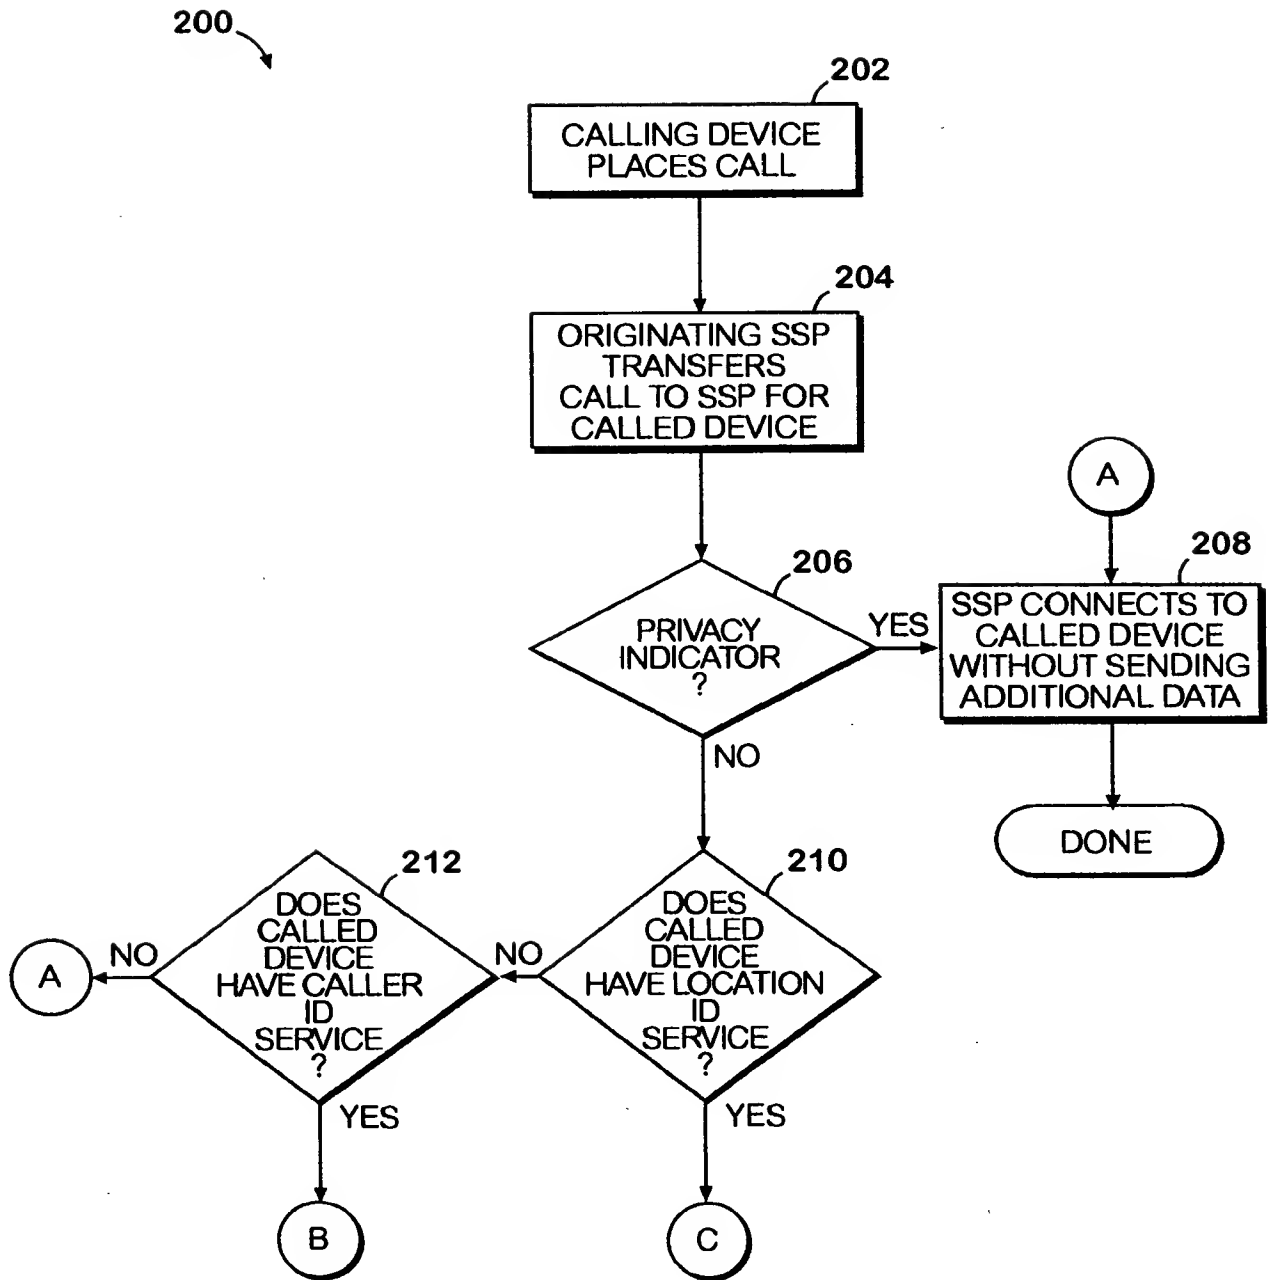 200
202
CALLING DEVICE
PLACES CALL
204
ORIGINATING SSP
TRANSFERS
CALL TO SSP FOR
CALLED DEVICE
A
206
PRIVACY
INDICATOR
?
YES
208
SSP CONNECTS TO
CALLED DEVICE
WITHOUT SENDING
ADDITIONAL DATA
NO
DONE
212
DOES
CALLED
DEVICE
HAVE CALLER
ID
SERVICE
?
NO
A
YES
B
210
DOES
CALLED
DEVICE
HAVE LOCATION
ID
SERVICE
?
NO
YES
C